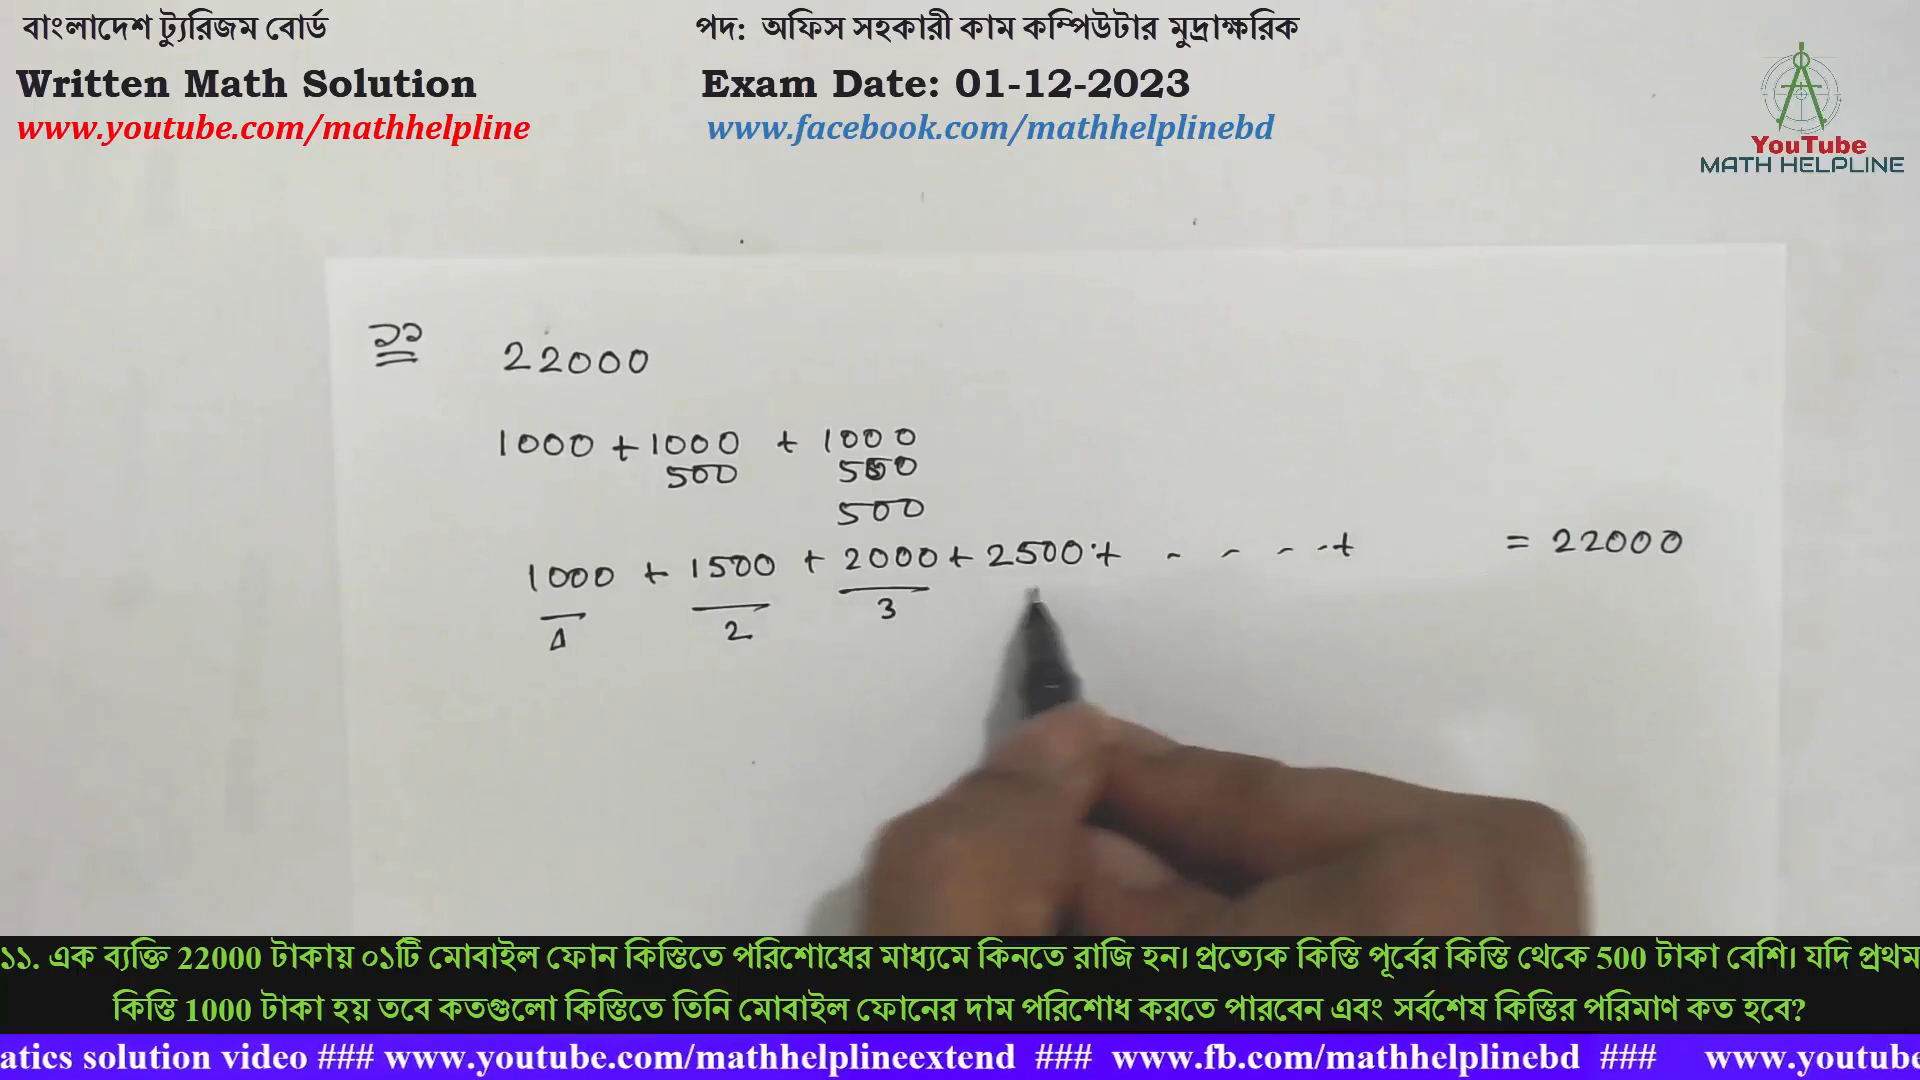 বাংলাদেশ ট্যুরিজম বোর্ড
পদ: অফিস সহকারী কাম কম্পিউটার মুদ্রাক্ষরিক
Written Math Solution
Exam Date: 01-12-2023
www.youtube.com/mathhelpline
www.facebook.com/mathhelplinebd
YouTube
MATH HELPLINE
১১ 22000
1000 + 1000 + 1000
500 500
500
1000 + 1500 + 2000 + 2500 + - - - - + = 22000
1 2 3
১১. এক ব্যক্তি 22000 টাকায় ০১টি মোবাইল ফোন কিস্তিতে পরিশোধের মাধ্যমে কিনতে রাজি হন। প্রত্যেক কিস্তি পূর্বের কিস্তি থেকে 500 টাকা বেশি। যদি প্রথম
কিস্তি 1000 টাকা হয় তবে কতগুলো কিস্তিতে তিনি মোবাইল ফোনের দাম পরিশোধ করতে পারবেন এবং সর্বশেষ কিস্তির পরিমাণ কত হবে?
atics solution video ### www.youtube.com/mathhelplineextend ### www.fb.com/mathhelplinebd ### www.youtube